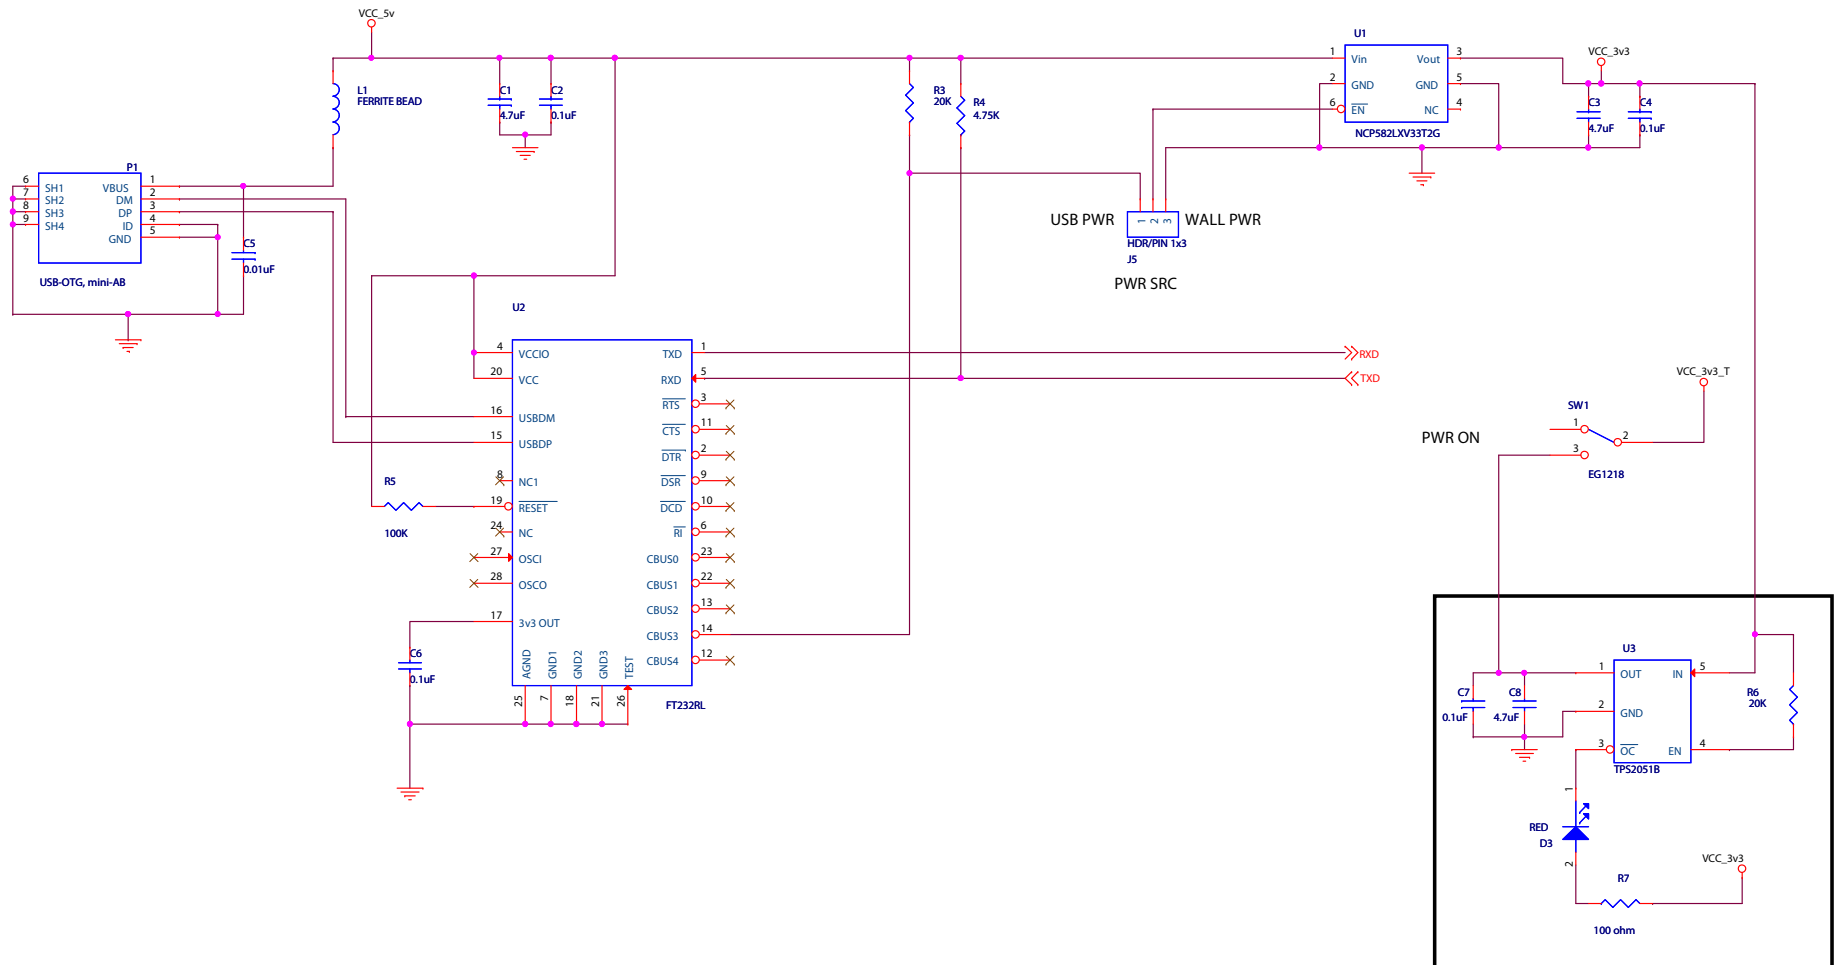 VCC_5v
L1
FERRITE BEAD
C1
4.7uF
C2
0.1uF
R3
20K
R4
4.75K
U1
1
Vin
Vout
3
2
GND
GND
5
6
EN
NC
4
NCP582LXV33T2G
VCC_3v3
C3
4.7uF
C4
0.1uF
P1
6
SH1
VBUS
1
7
SH2
DM
2
8
SH3
DP
3
9
SH4
ID
4
GND
5
USB-OTG, mini-AB
C5
0.01uF
USB PWR
1
2
3
WALL PWR
HDR/PIN 1x3
J5
PWR SRC
U2
4
VCCIO
TXD
1
RXD
20
VCC
RXD
5
TXD
RTS
3
16
USBDM
CTS
11
15
USBDP
DTR
2
8
NC1
DSR
9
19
RESET
DCD
10
24
NC
RI
6
27
OSCI
CBUS0
23
28
OSCO
CBUS1
22
CBUS2
13
17
3v3 OUT
CBUS3
14
CBUS4
12
AGND
GND1
GND2
GND3
TEST
25
7
18
21
26
FT232RL
R5
100K
C6
0.1uF
VCC_3v3_T
SW1
PWR ON
1
2
3
EG1218
U3
1
OUT
IN
5
2
GND
3
OC
EN
4
TPS2051B
C7
0.1uF
C8
4.7uF
R6
20K
1
RED
D3
2
VCC_3v3
R7
100 ohm